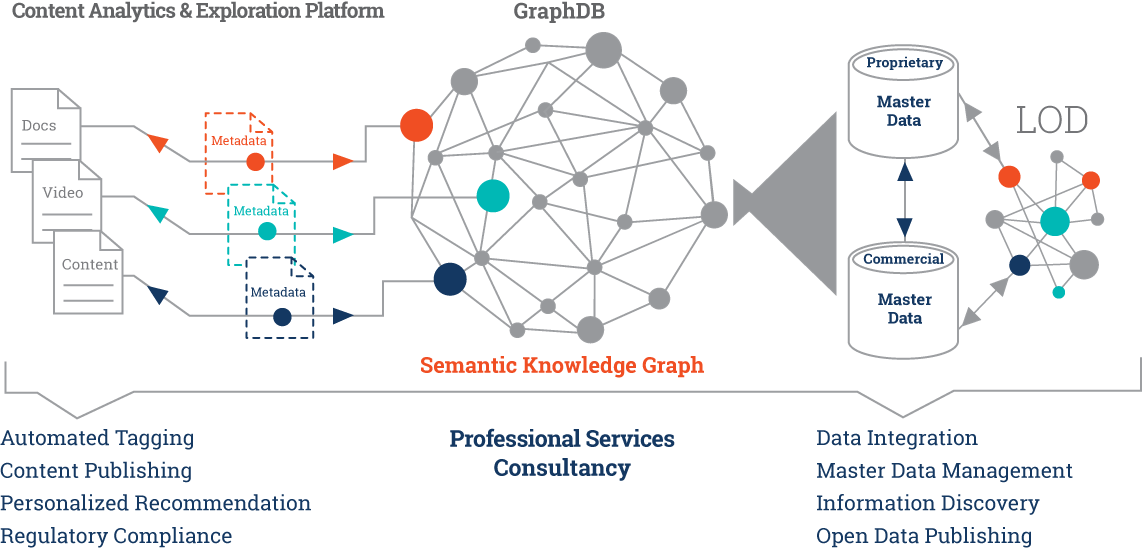 Content Analytics & Exploration Platform
GraphDB
Docs
Metadata
Video
Metadata
Content
Metadata
Proprietary
Master
Data
LOD
Commercial
Master
Data
Semantic Knowledge Graph
Automated Tagging
Content Publishing
Personalized Recommendation
Regulatory Compliance
Professional Services
Consultancy
Data Integration
Master Data Management
Information Discovery
Open Data Publishing